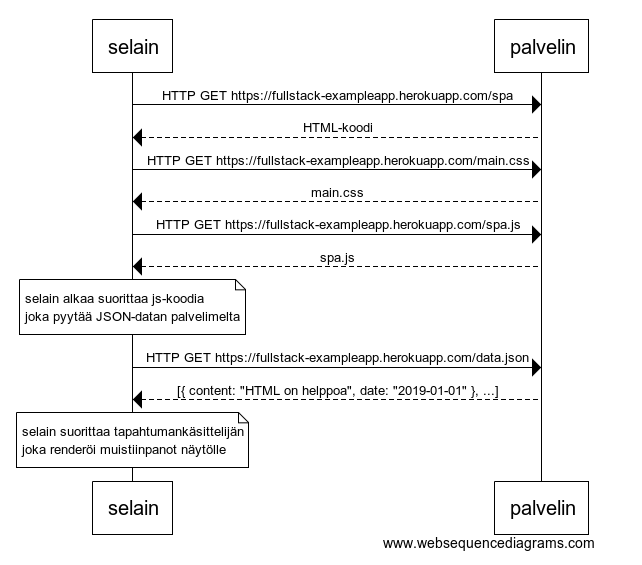 selain
palvelin
HTTP GET https://fullstack-exampleapp.herokuapp.com/spa
HTML-koodi
HTTP GET https://fullstack-exampleapp.herokuapp.com/main.css
main.css
HTTP GET https://fullstack-exampleapp.herokuapp.com/spa.js
spa.js
selain alkaa suorittaa js-koodia
joka pyytää JSON-datan palvelimelta
HTTP GET https://fullstack-exampleapp.herokuapp.com/data.json
[{ content: "HTML on helppoa", date: "2019-01-01" }, ...]
selain suorittaa tapahtumankäsittelijän
joka renderöi muistiinpanot näytölle
selain
palvelin
www.websequencediagrams.com